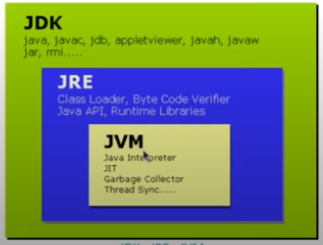 JDK
java, javac, jdb, appletviewer, javah, javaw
jar, rmi.....
JRE
Class Loader, Byte Code Verifier
Java API, Runtime Libraries
JVM
Java Interpreter
JIT
Garbage Collector
Thread Sync.....